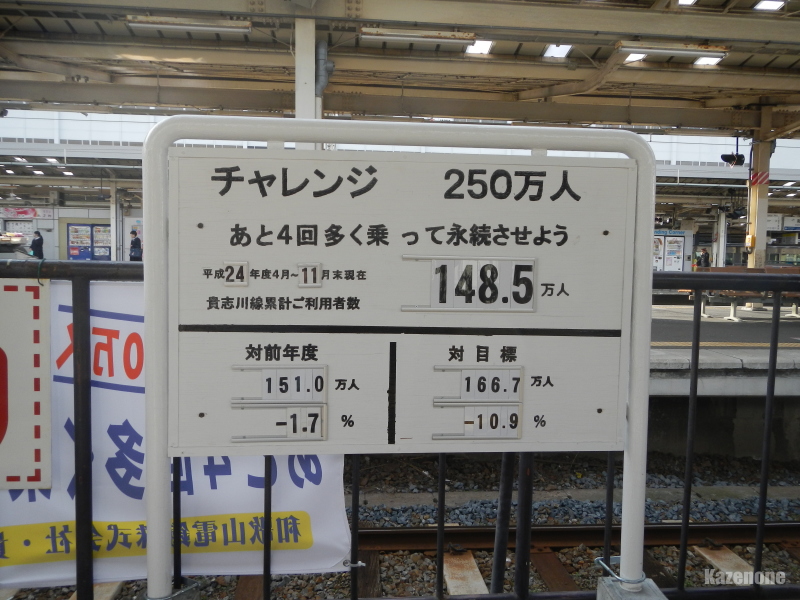 チャレンジ 250万人
あと4回多く乗って永続させよう
平成24年度4月~11月末現在
貴志川線累計ご利用者数
148.5万人
対前年度
151.0万人
-1.7%
対目標
166.7万人
-10.9%
和歌山電鐵株式会社・貴
Kazenone